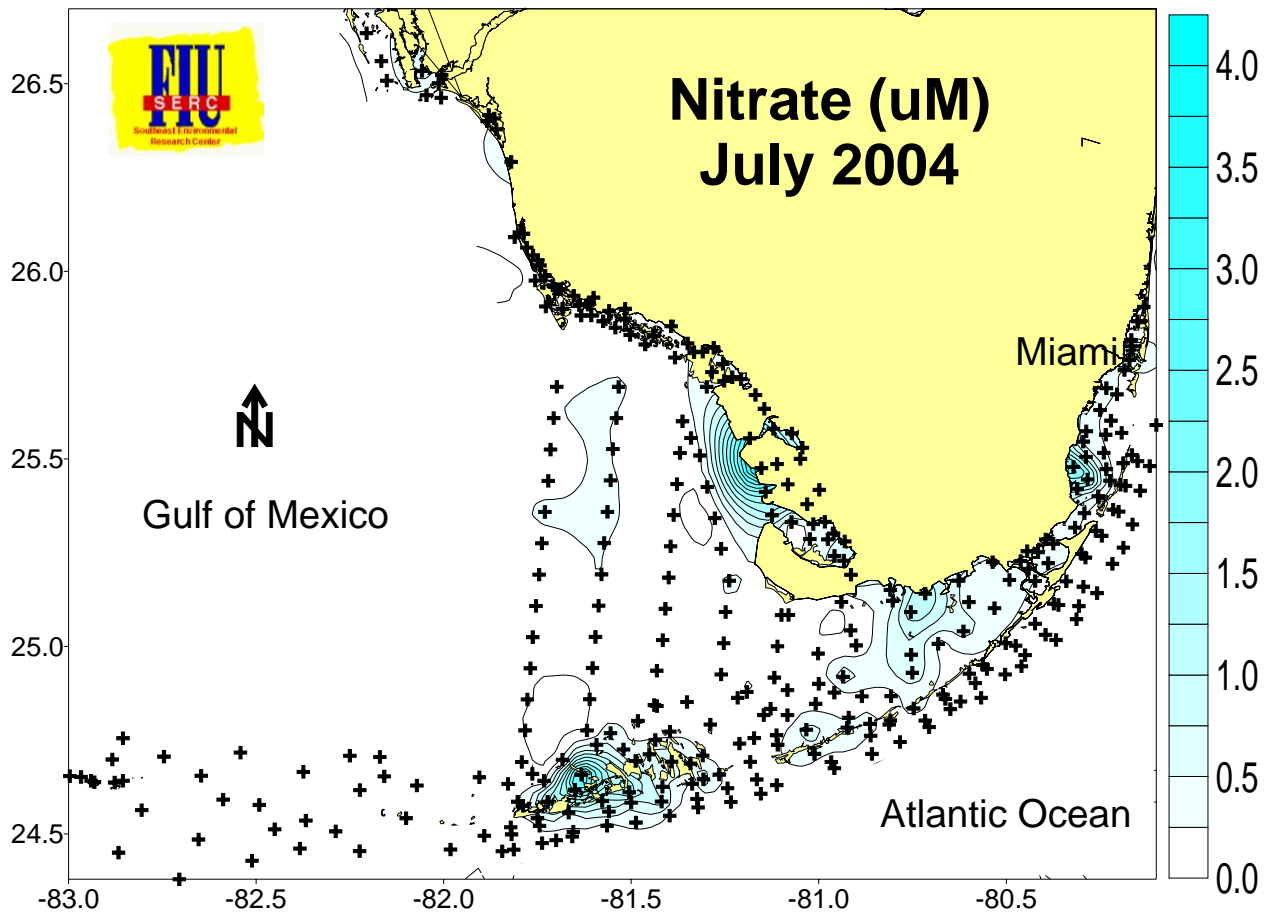 FIU
SERC
Southeast Environmental
Research Center
Nitrate (uM)
July 2004
Miami
N
Gulf of Mexico
Atlantic Ocean
26.5
26.0
25.5
25.0
24.5
-83.0
-82.5
-82.0
-81.5
-81.0
-80.5
4.0
3.5
3.0
2.5
2.0
1.5
1.0
0.5
0.0